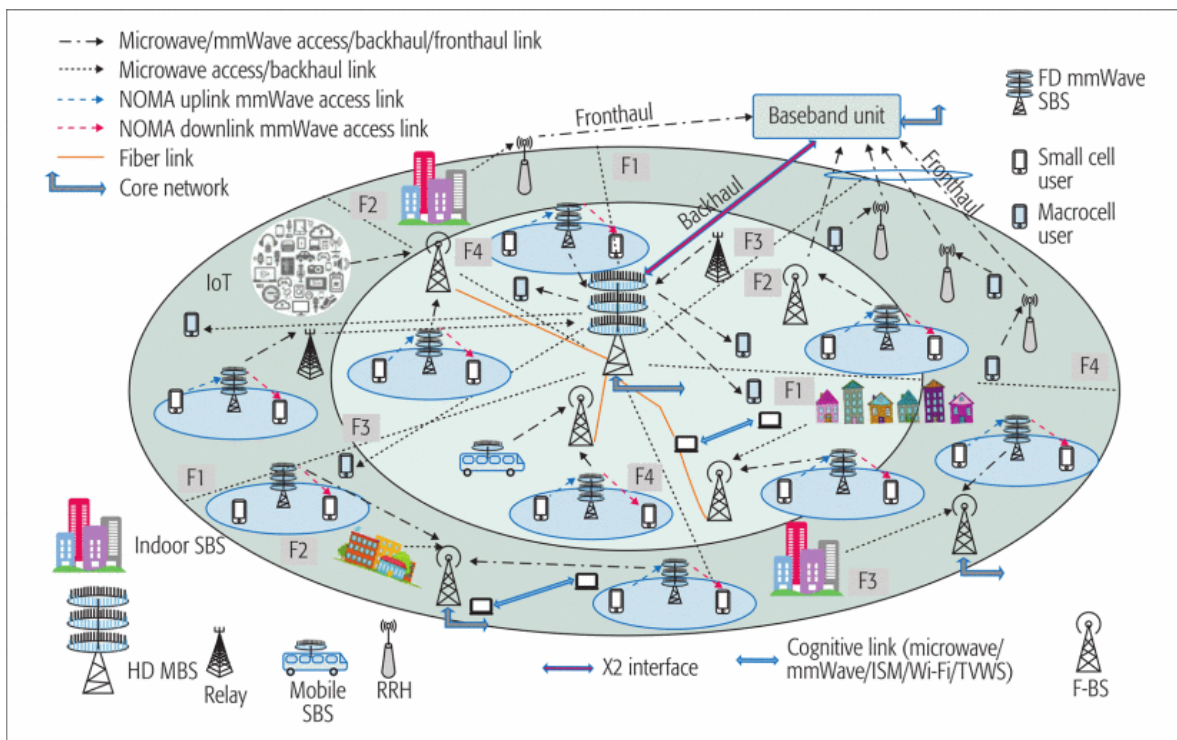 Microwave/mmWave access/backhaul/fronthaul link
Microwave access/backhaul link
NOMA uplink mmWave access link
NOMA downlink mmWave access link
Fiber link
Core network
Fronthaul
Baseband unit
FD mmWave
SBS
Small cell
user
Macrocell
user
Fronthaul
Backhaul
F1
F2
F4
F3
F2
IoT
F4
F1
F3
F4
F1
F2
F3
Indoor SBS
HD MBS
Relay
Mobile
SBS
RRH
X2 interface
Cognitive link (microwave/
mmWave/ISM/Wi-Fi/TVWS)
F-BS